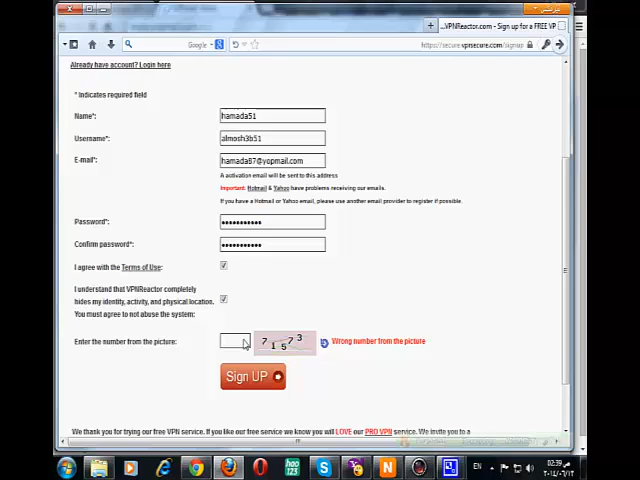 ...VPNReactor.com - Sign up for a FREE VP
Google
https://secure.vpnsecure.com/signup
Already have account? Login here
* Indicates required field
Name*:
hamada51
Username*:
almosh3b51
E-mail*:
hamada87@yopmail.com
A activation email will be sent to this address
Important: Hotmail & Yahoo have problems receiving our emails.
If you have a Hotmail or Yahoo email, please use another email provider to register if possible.
Password*:
Confirm password*:
I agree with the Terms of Use:
I understand that VPNReactor completely
hides my identity, activity, and physical location.
You must agree to not abuse the system:
Enter the number from the picture:
7 1 5 7 3
Wrong number from the picture
Sign UP
We thank you for trying our free VPN service. If you like our free service we know you will LOVE our PRO VPN service. We invite you to a
hao
123
EN
02:39 ص